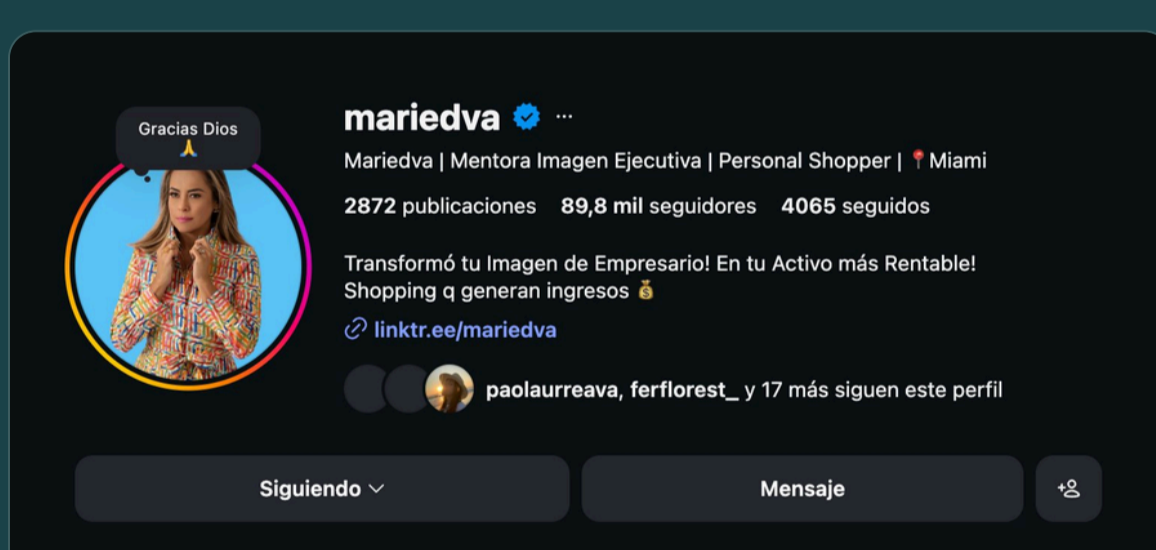 Gracias Dios
🙏
mariedva
Mariedva | Mentora Imagen Ejecutiva | Personal Shopper | 📍Miami
2872 publicaciones 89,8 mil seguidores 4065 seguidos
Transformó tu Imagen de Empresario! En tu Activo más Rentable!
Shopping q generan ingresos 💰
linktr.ee/mariedva
paolaurreava, ferflorest_ y 17 más siguen este perfil
Siguiendo Mensaje